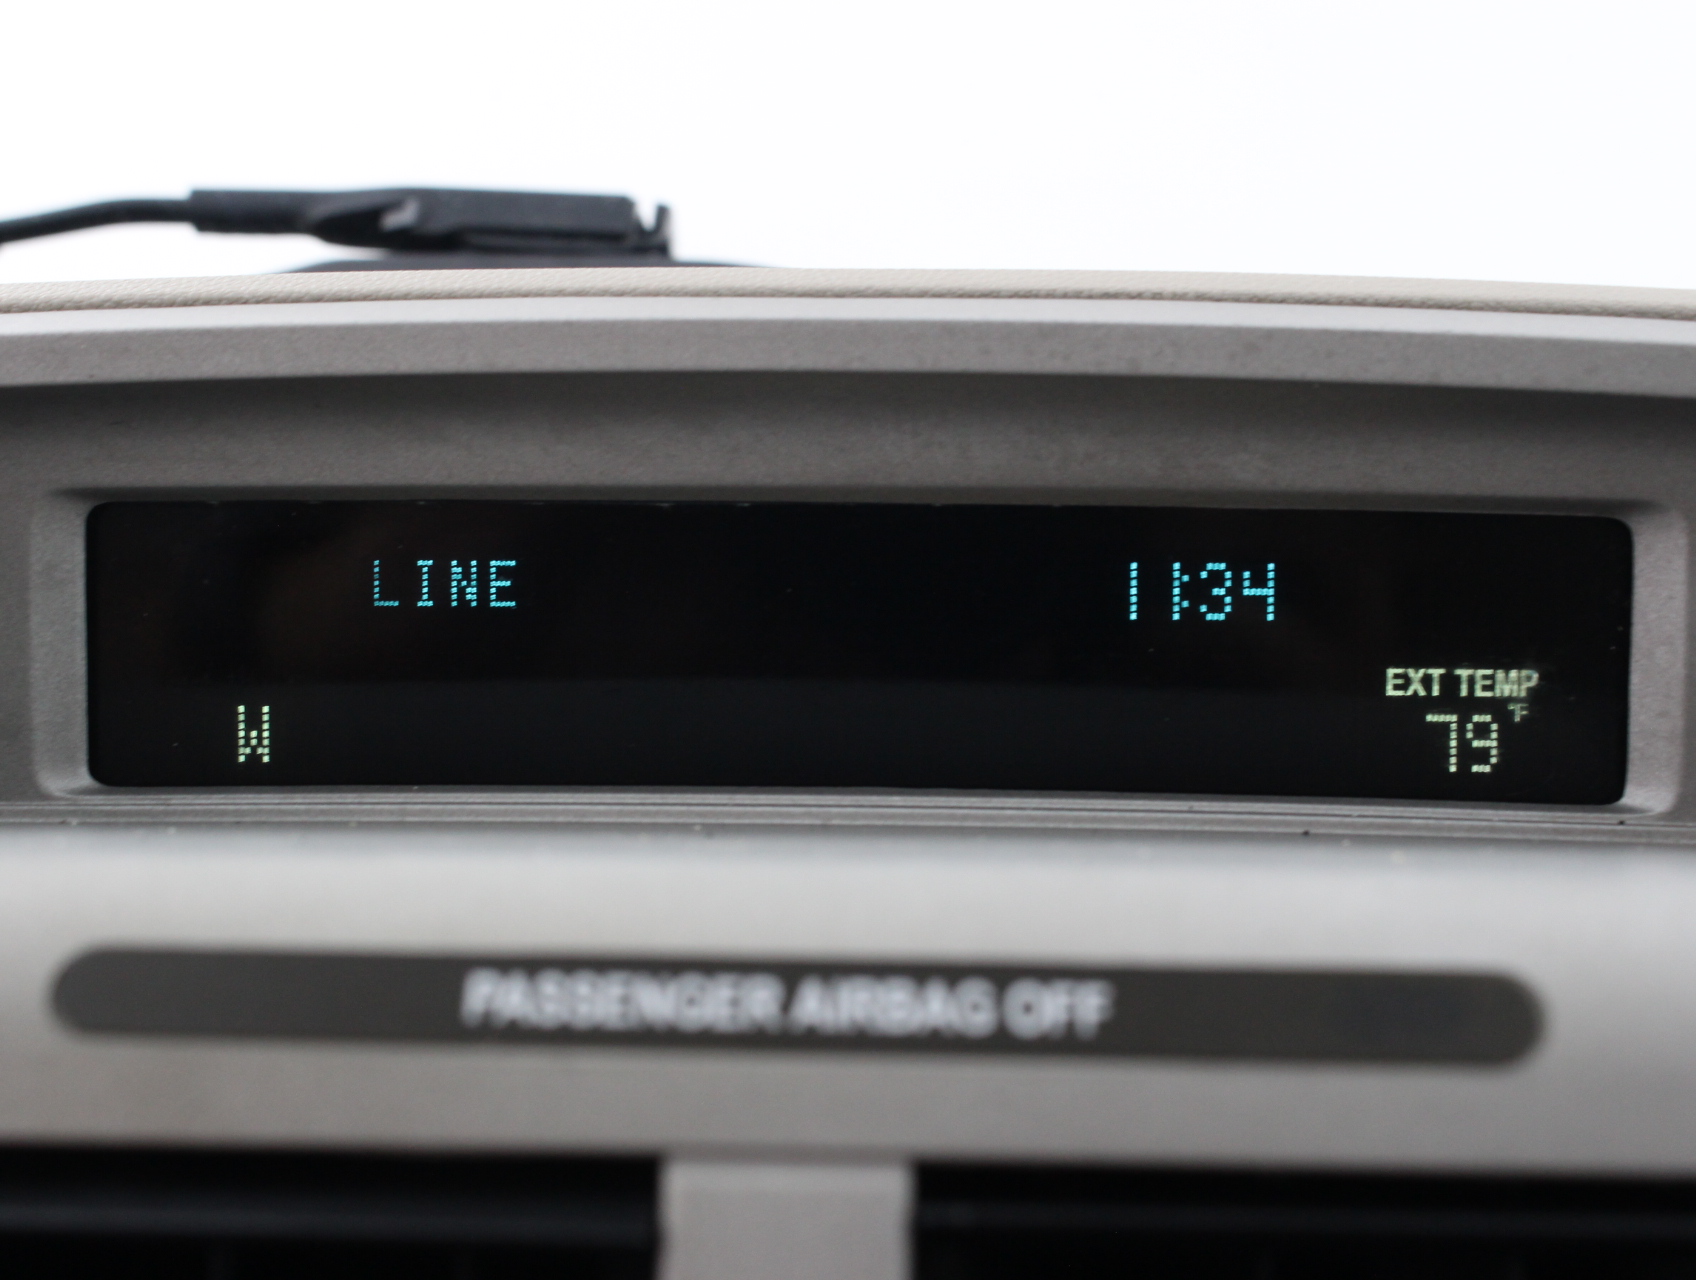 LINE 11:34
EXT TEMP
W 79°F
PASSENGER AIRBAG OFF